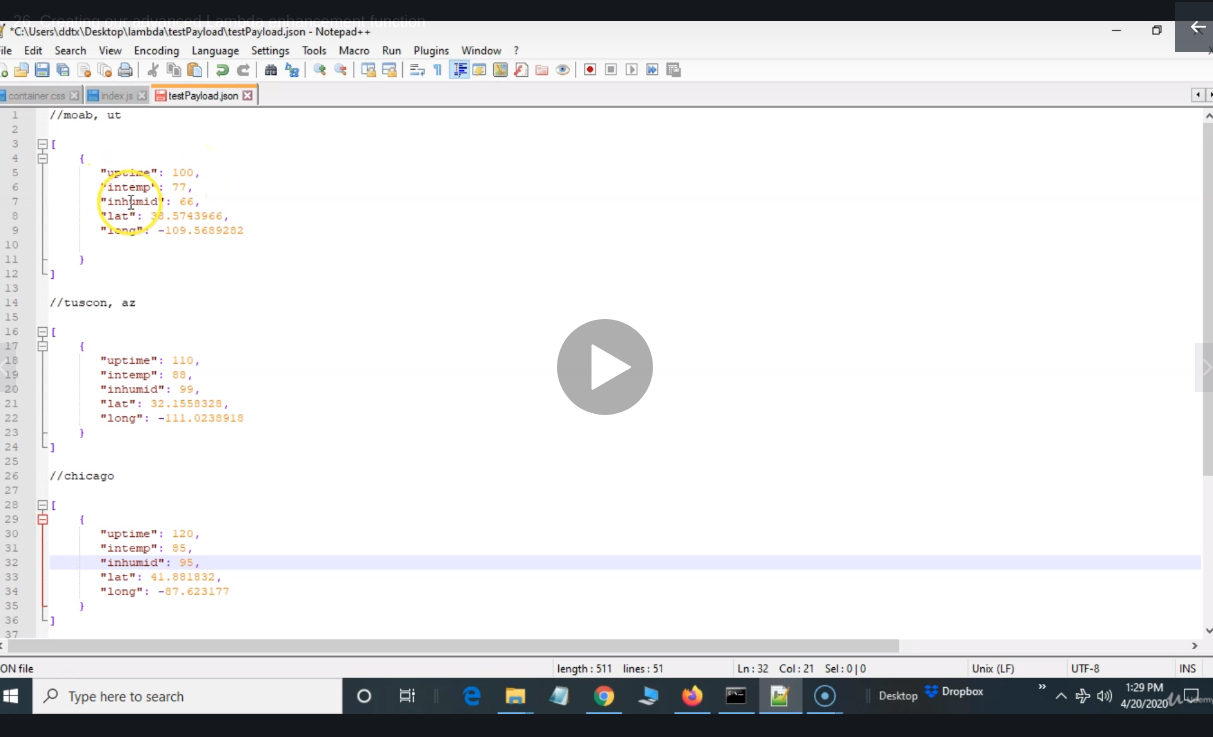 26. Creating our advanced Lambda enhancement function
*C:\Users\ddtx\Desktop\lambda\testPayload\testPayload.json - Notepad++
Edit Search View Encoding Language Settings Tools Macro Run Plugins Window ?
container.css index.js testPayload.json
1 //moab, ut
2
3 [
4 {
5 "uptime": 100,
6 "intemp": 77,
7 "inhumid": 66,
8 "lat": 38.5743966,
9 "long": -109.5689282
10
11 }
12 ]
13
14 //tuscon, az
15
16 [
17 {
18 "uptime": 110,
19 "intemp": 88,
20 "inhumid": 99,
21 "lat": 32.1558328,
22 "long": -111.0238918
23 }
24 ]
25
26 //chicago
27
28 [
29 {
30 "uptime": 120,
31 "intemp": 85,
32 "inhumid": 95,
33 "lat": 41.881832,
34 "long": -87.623177
35 }
36 ]
37
ON file length : 511 lines : 51 Ln : 32 Col : 21 Sel : 0 | 0 Unix (LF) UTF-8 INS
Type here to search Desktop Dropbox 1:29 PM
4/20/2020